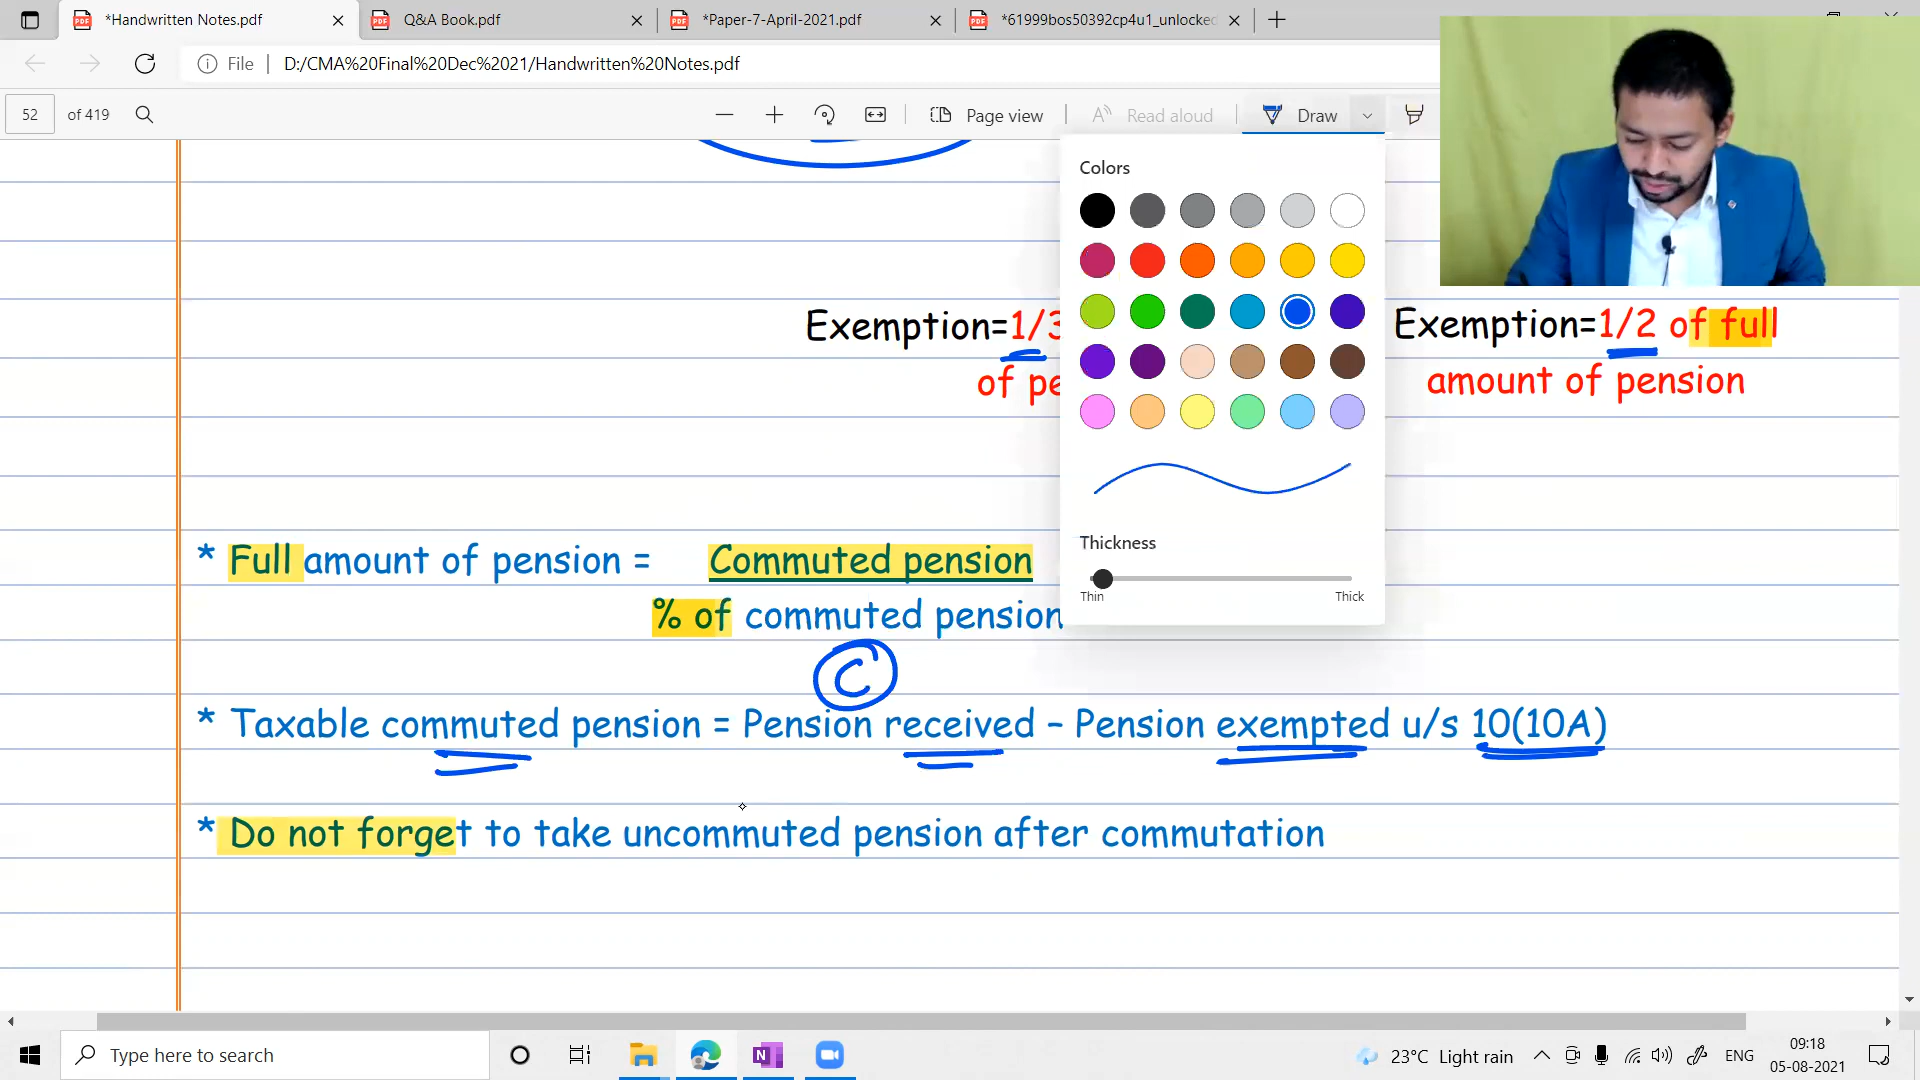 *Handwritten Notes.pdf
Q&A Book.pdf
*Paper-7-April-2021.pdf
*61999bos50392cp4u1_unlocked
File
D:/CMA%20Final%20Dec%2021/Handwritten%20Notes.pdf
52 of 419
Page view
Read aloud
Draw
Colors
Exemption=1/3
Exemption=1/2 of full
of pe
amount of pension
* Full amount of pension = Commuted pension
% of commuted pension
Thickness
Thin
Thick
C
* Taxable commuted pension = Pension received - Pension exempted u/s 10(10A)
* Do not forget to take uncommuted pension after commutation
Type here to search
23°C Light rain
ENG
09:18
05-08-2021